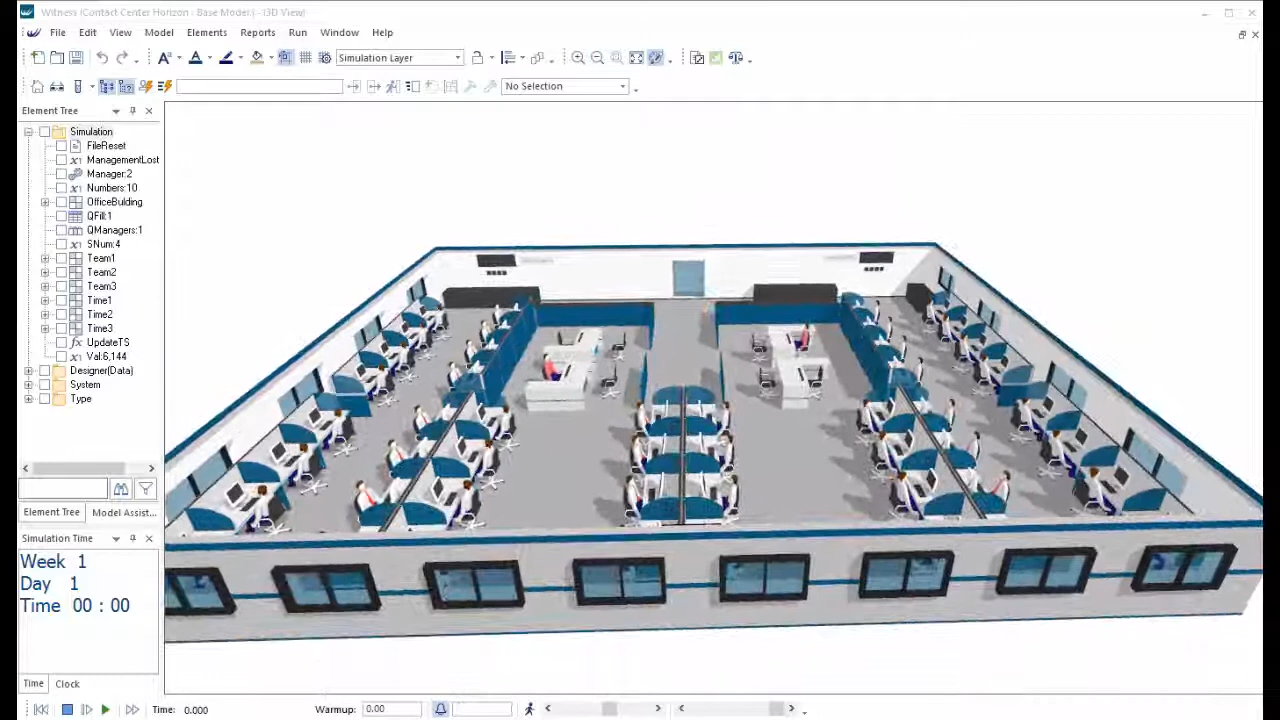 Witness (Contact Center Horizon - Base Model.) - (3D View)
File Edit View Model Elements Reports Run Window Help
Simulation Layer
No Selection
Element Tree
Simulation
FileReset
ManagementLost
Manager:2
Numbers:10
OfficeBulding
QFill:1
QManagers:1
SNum:4
Team1
Team2
Team3
Time1
Time2
Time3
UpdateTS
Val:6,144
Designer(Data)
System
Type
Element Tree Model Assist...
Simulation Time
Week 1
Day 1
Time 00 : 00
Time Clock
Time: 0.000 Warmup: 0.00